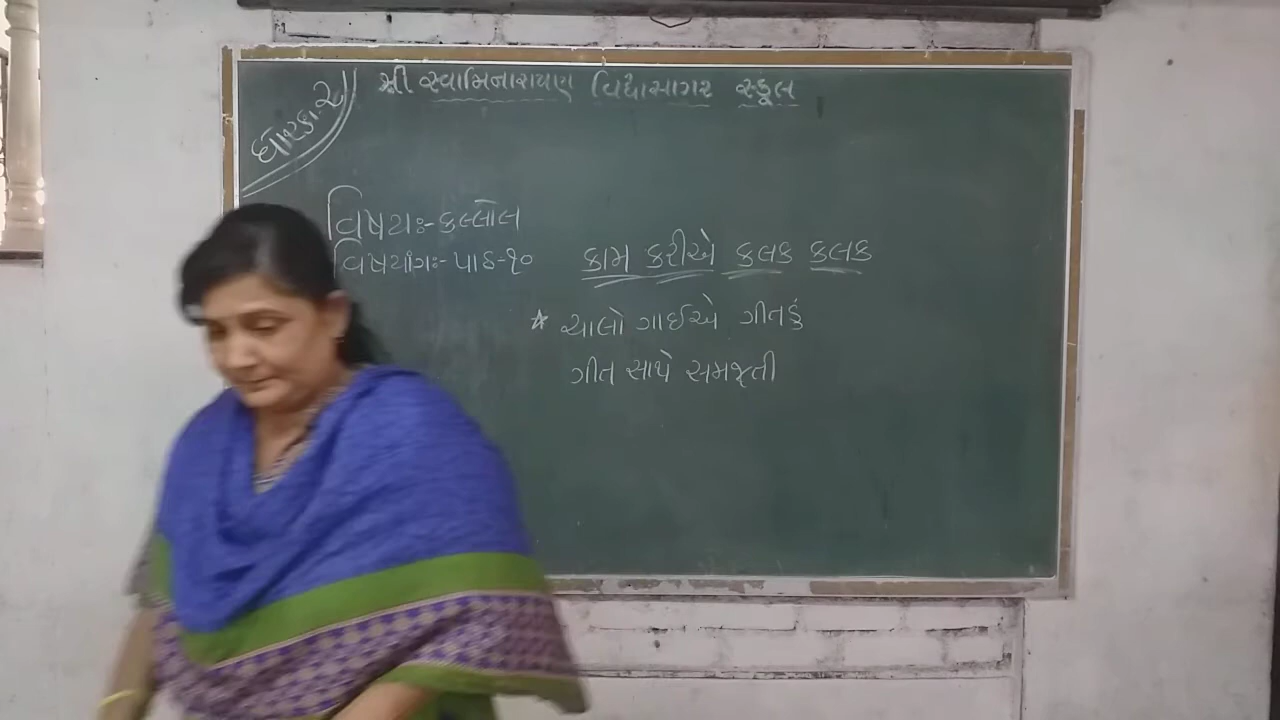 ધોરણ-૨
શ્રી સ્વામિનારાયણ વિદ્યાસાગર સ્કૂલ
વિષય:-કલ્લોલ
વિષયાંગ:-પાઠ-૧૦
કામ કરીએ કલક કલક
ચાલો ગાઈએ ગીતડું
ગીત સાથે સમજૂતી